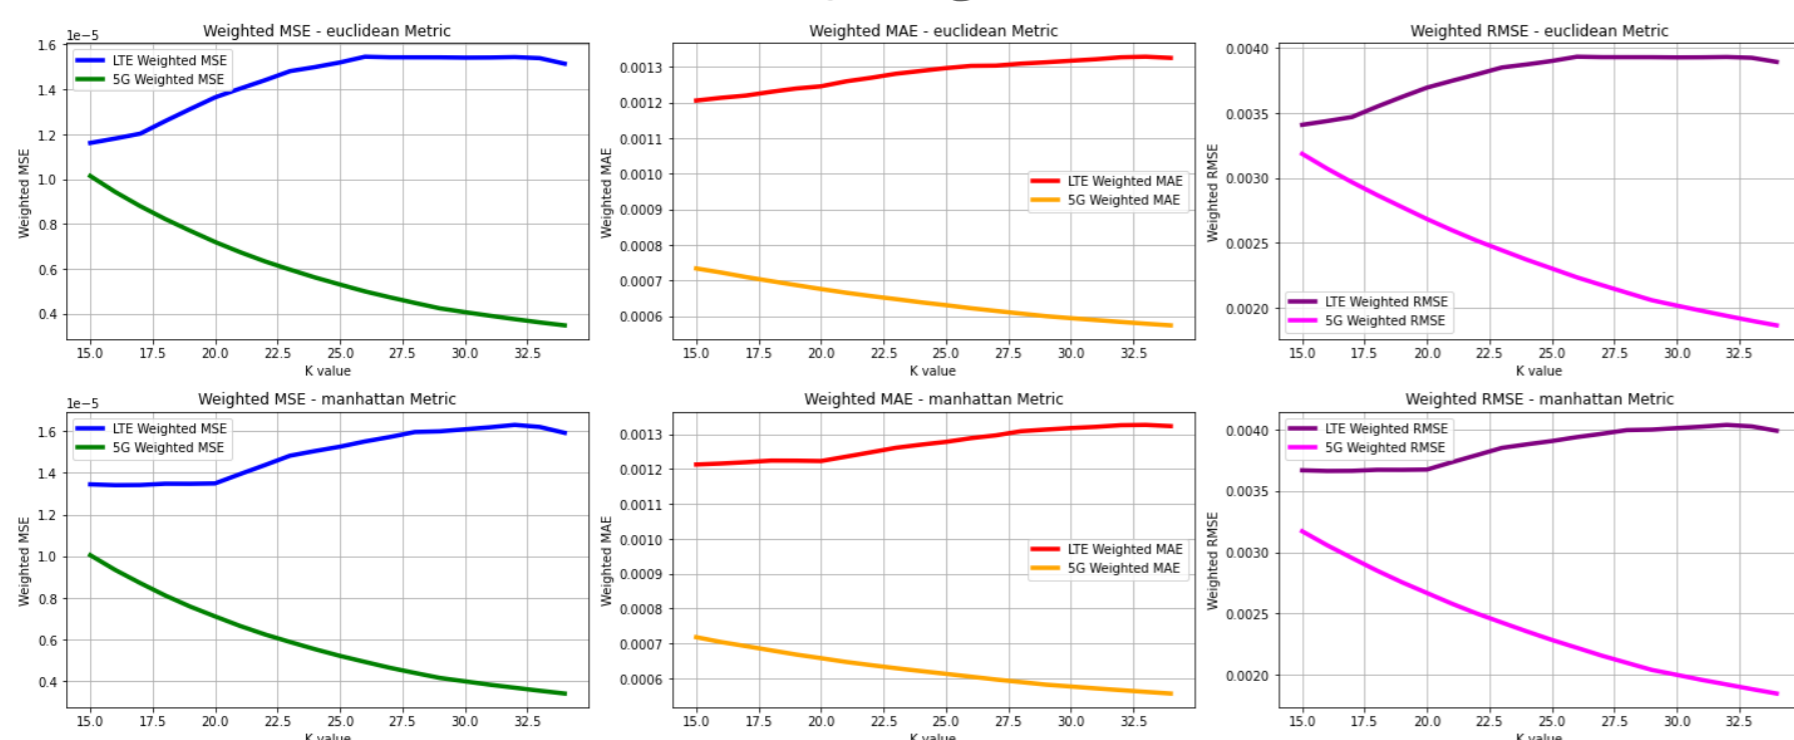 Weighted MSE - euclidean Metric
1e−5
LTE Weighted MSE
5G Weighted MSE
1.6
1.4
1.2
1.0
0.8
0.6
0.4
Weighted MSE
15.0 17.5 20.0 22.5 25.0 27.5 30.0 32.5
K value
Weighted MAE - euclidean Metric
LTE Weighted MAE
5G Weighted MAE
0.0013
0.0012
0.0011
0.0010
0.0009
0.0008
0.0007
0.0006
Weighted MAE
15.0 17.5 20.0 22.5 25.0 27.5 30.0 32.5
K value
Weighted RMSE - euclidean Metric
0.0040
0.0035
0.0030
0.0025
0.0020
Weighted RMSE
LTE Weighted RMSE
5G Weighted RMSE
15.0 17.5 20.0 22.5 25.0 27.5 30.0 32.5
K value
Weighted MSE - manhattan Metric
1e−5
LTE Weighted MSE
5G Weighted MSE
1.6
1.4
1.2
1.0
0.8
0.6
0.4
Weighted MSE
15.0 17.5 20.0 22.5 25.0 27.5 30.0 32.5
K value
Weighted MAE - manhattan Metric
LTE Weighted MAE
5G Weighted MAE
0.0013
0.0012
0.0011
0.0010
0.0009
0.0008
0.0007
0.0006
Weighted MAE
15.0 17.5 20.0 22.5 25.0 27.5 30.0 32.5
K value
Weighted RMSE - manhattan Metric
LTE Weighted RMSE
5G Weighted RMSE
0.0040
0.0035
0.0030
0.0025
0.0020
Weighted RMSE
15.0 17.5 20.0 22.5 25.0 27.5 30.0 32.5
K value